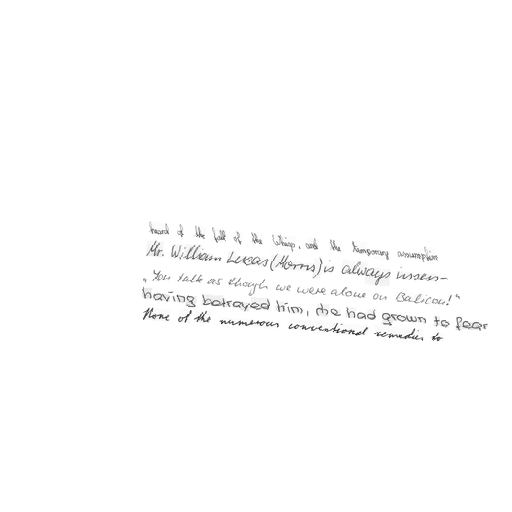 heard of the fall of the Whigs, and the temporary assumption
Mr. William Lucas (Morris) is always insen-
"You talk as though we were alone on Balicou!"
having betrayed him, she had grown to fear
None of the numerous conventional remedies to